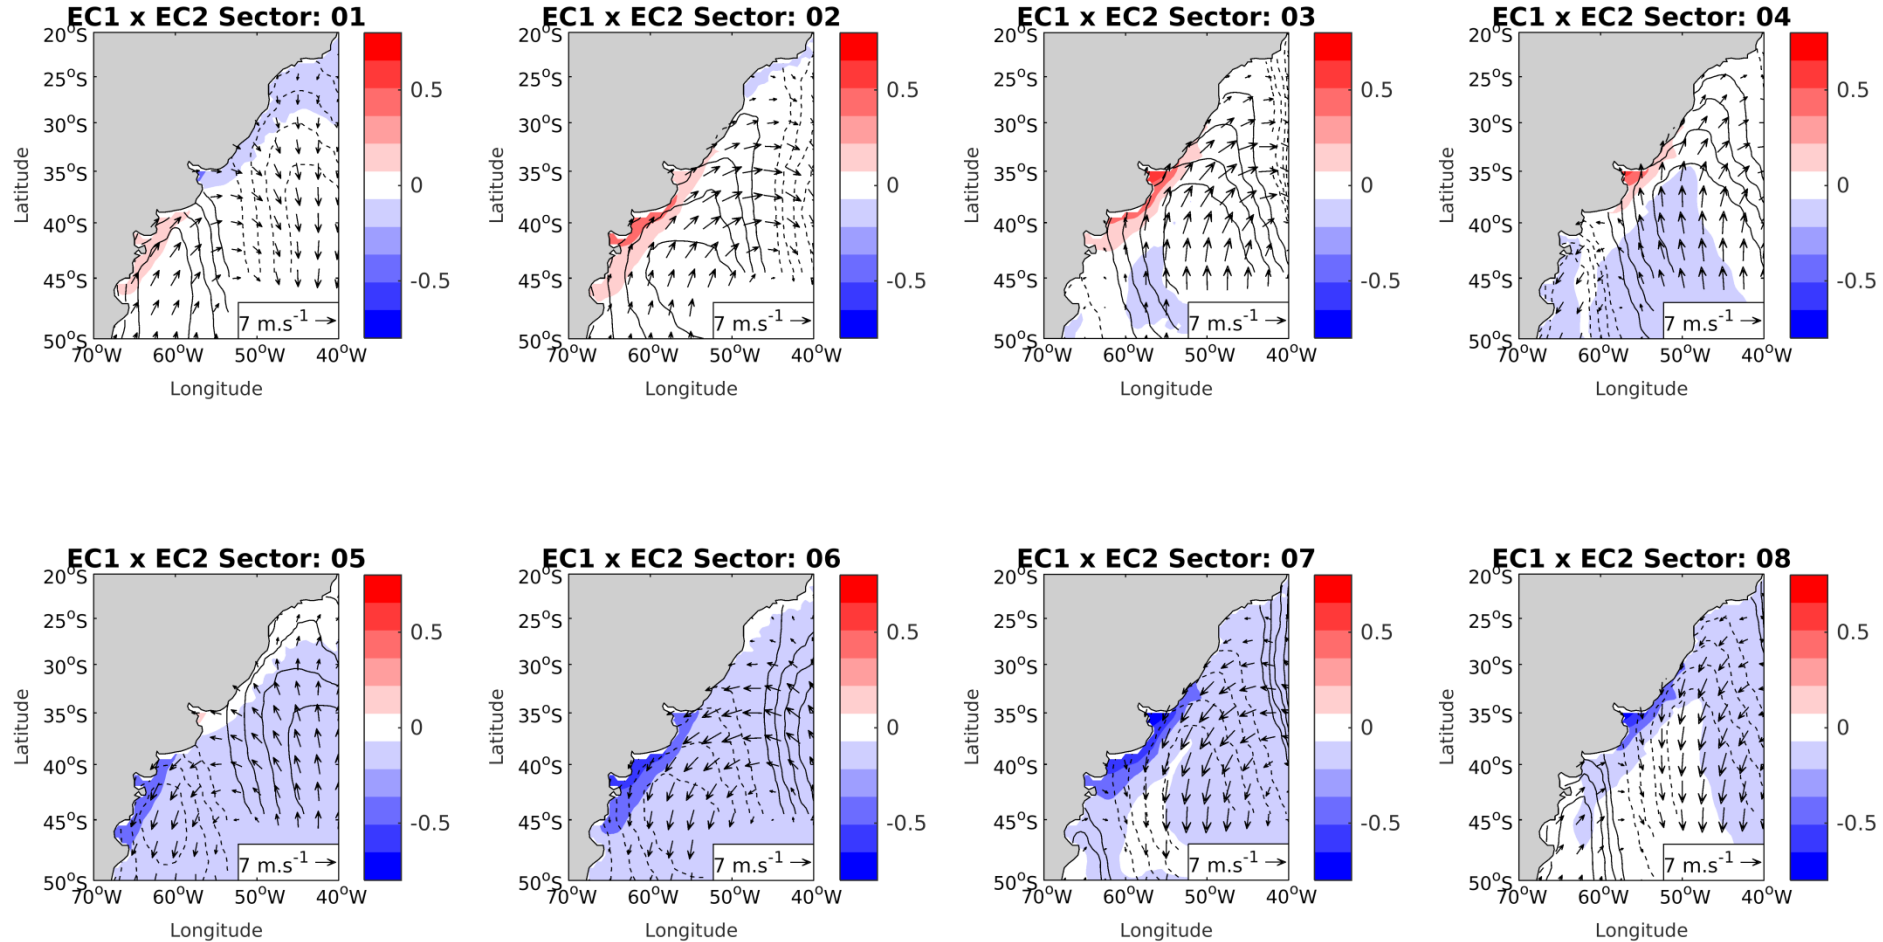 EC1 x EC2 Sector: 01
20°S
25°S
30°S
35°S
40°S
45°S
50°S
70°W 60°W 50°W 40°W
Latitude
Longitude
0.5
0
-0.5
7 m.s-1
EC1 x EC2 Sector: 02
20°S
25°S
30°S
35°S
40°S
45°S
50°S
70°W 60°W 50°W 40°W
Latitude
Longitude
0.5
0
-0.5
7 m.s-1
EC1 x EC2 Sector: 03
20°S
25°S
30°S
35°S
40°S
45°S
50°S
70°W 60°W 50°W 40°W
Latitude
Longitude
0.5
0
-0.5
7 m.s-1
EC1 x EC2 Sector: 04
20°S
25°S
30°S
35°S
40°S
45°S
50°S
70°W 60°W 50°W 40°W
Latitude
Longitude
0.5
0
-0.5
7 m.s-1
EC1 x EC2 Sector: 05
20°S
25°S
30°S
35°S
40°S
45°S
50°S
70°W 60°W 50°W 40°W
Latitude
Longitude
0.5
0
-0.5
7 m.s-1
EC1 x EC2 Sector: 06
20°S
25°S
30°S
35°S
40°S
45°S
50°S
70°W 60°W 50°W 40°W
Latitude
Longitude
0.5
0
-0.5
7 m.s-1
EC1 x EC2 Sector: 07
20°S
25°S
30°S
35°S
40°S
45°S
50°S
70°W 60°W 50°W 40°W
Latitude
Longitude
0.5
0
-0.5
7 m.s-1
EC1 x EC2 Sector: 08
20°S
25°S
30°S
35°S
40°S
45°S
50°S
70°W 60°W 50°W 40°W
Latitude
Longitude
0.5
0
-0.5
7 m.s-1